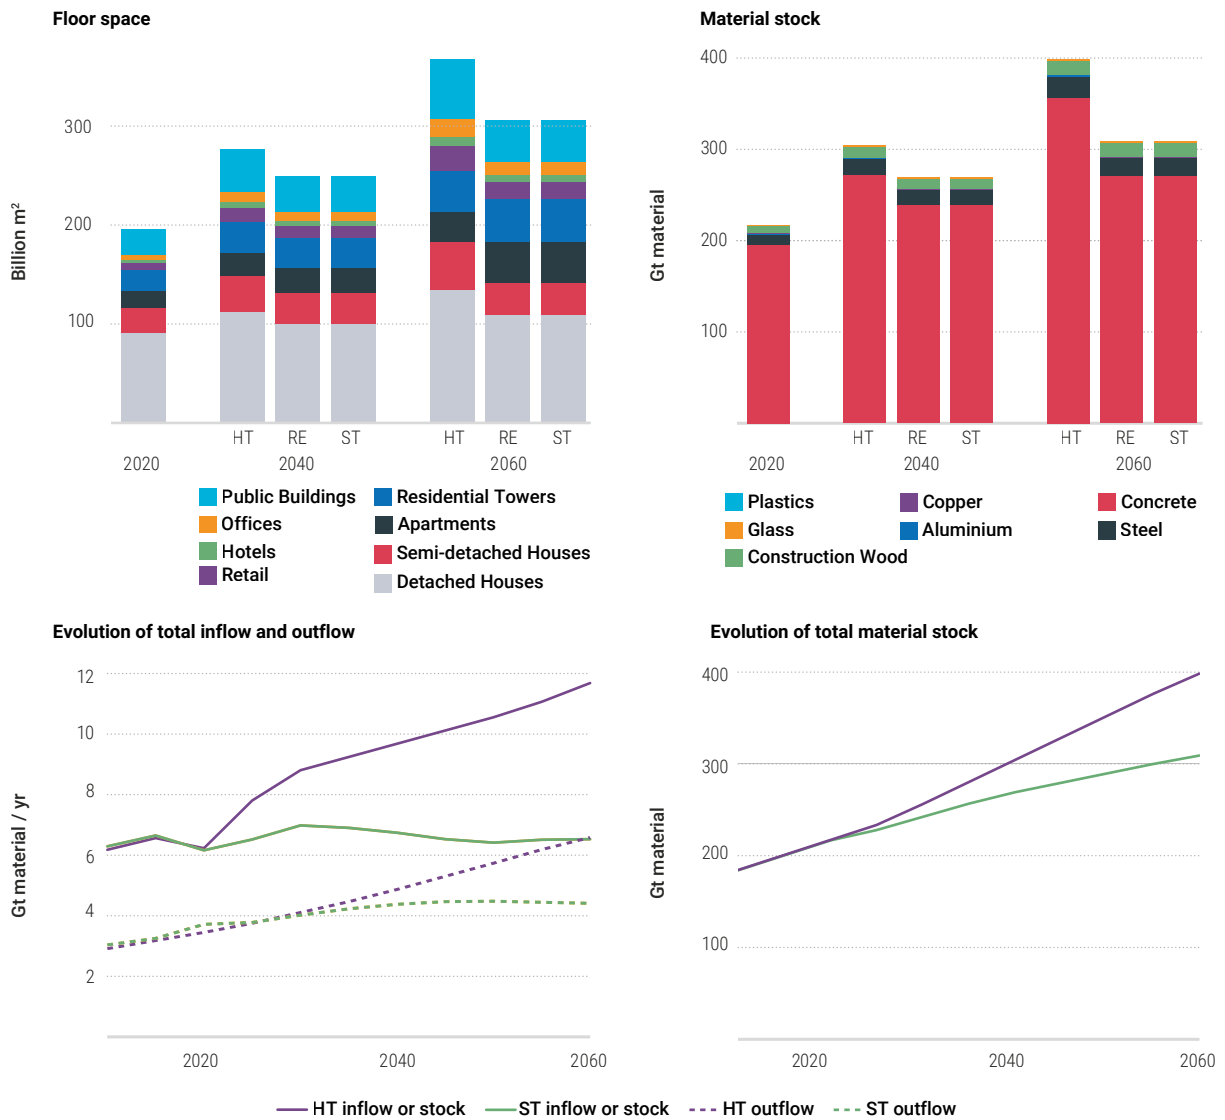 Floor space
Billion m²
300
200
100
HT RE ST HT RE ST
2020 2040 2060
Public Buildings
Offices
Hotels
Retail
Residential Towers
Apartments
Semi-detached Houses
Detached Houses
Material stock
Gt material
400
300
200
100
HT RE ST HT RE ST
2020 2040 2060
Plastics
Glass
Construction Wood
Copper
Aluminium
Concrete
Steel
Evolution of total inflow and outflow
Gt material / yr
12
10
8
6
4
2
2020 2040 2060
Evolution of total material stock
Gt material
400
300
200
100
2020 2040 2060
HT inflow or stock ST inflow or stock HT outflow ST outflow